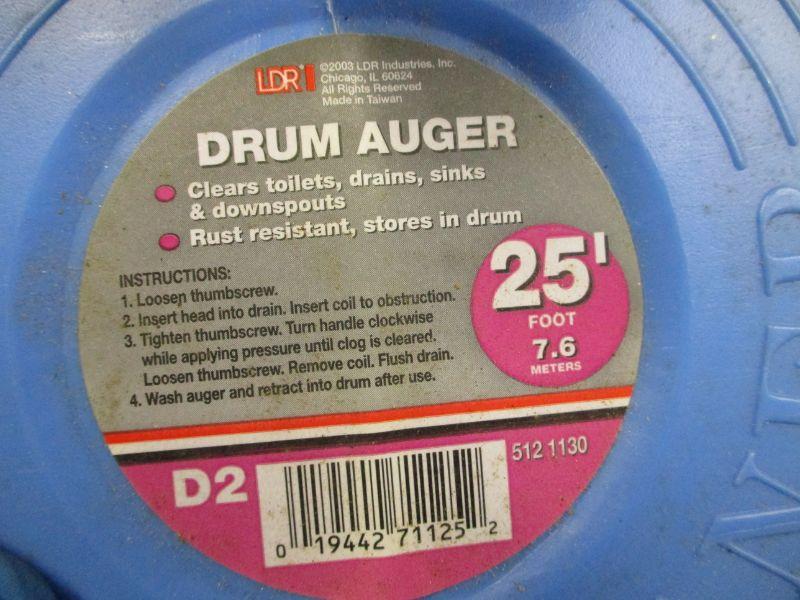 LDR
©2003 LDR Industries, Inc.
Chicago, IL 60624
All Rights Reserved
Made in Taiwan
DRUM AUGER
Clears toilets, drains, sinks
& downspouts
Rust resistant, stores in drum
25'
FOOT
7.6
METERS
INSTRUCTIONS:
1. Loosen thumbscrew.
2. Insert head into drain. Insert coil to obstruction.
3. Tighten thumbscrew. Turn handle clockwise
while applying pressure until clog is cleared.
Loosen thumbscrew. Remove coil. Flush drain.
4. Wash auger and retract into drum after use.
D2
512 1130
0 19442 71125 2